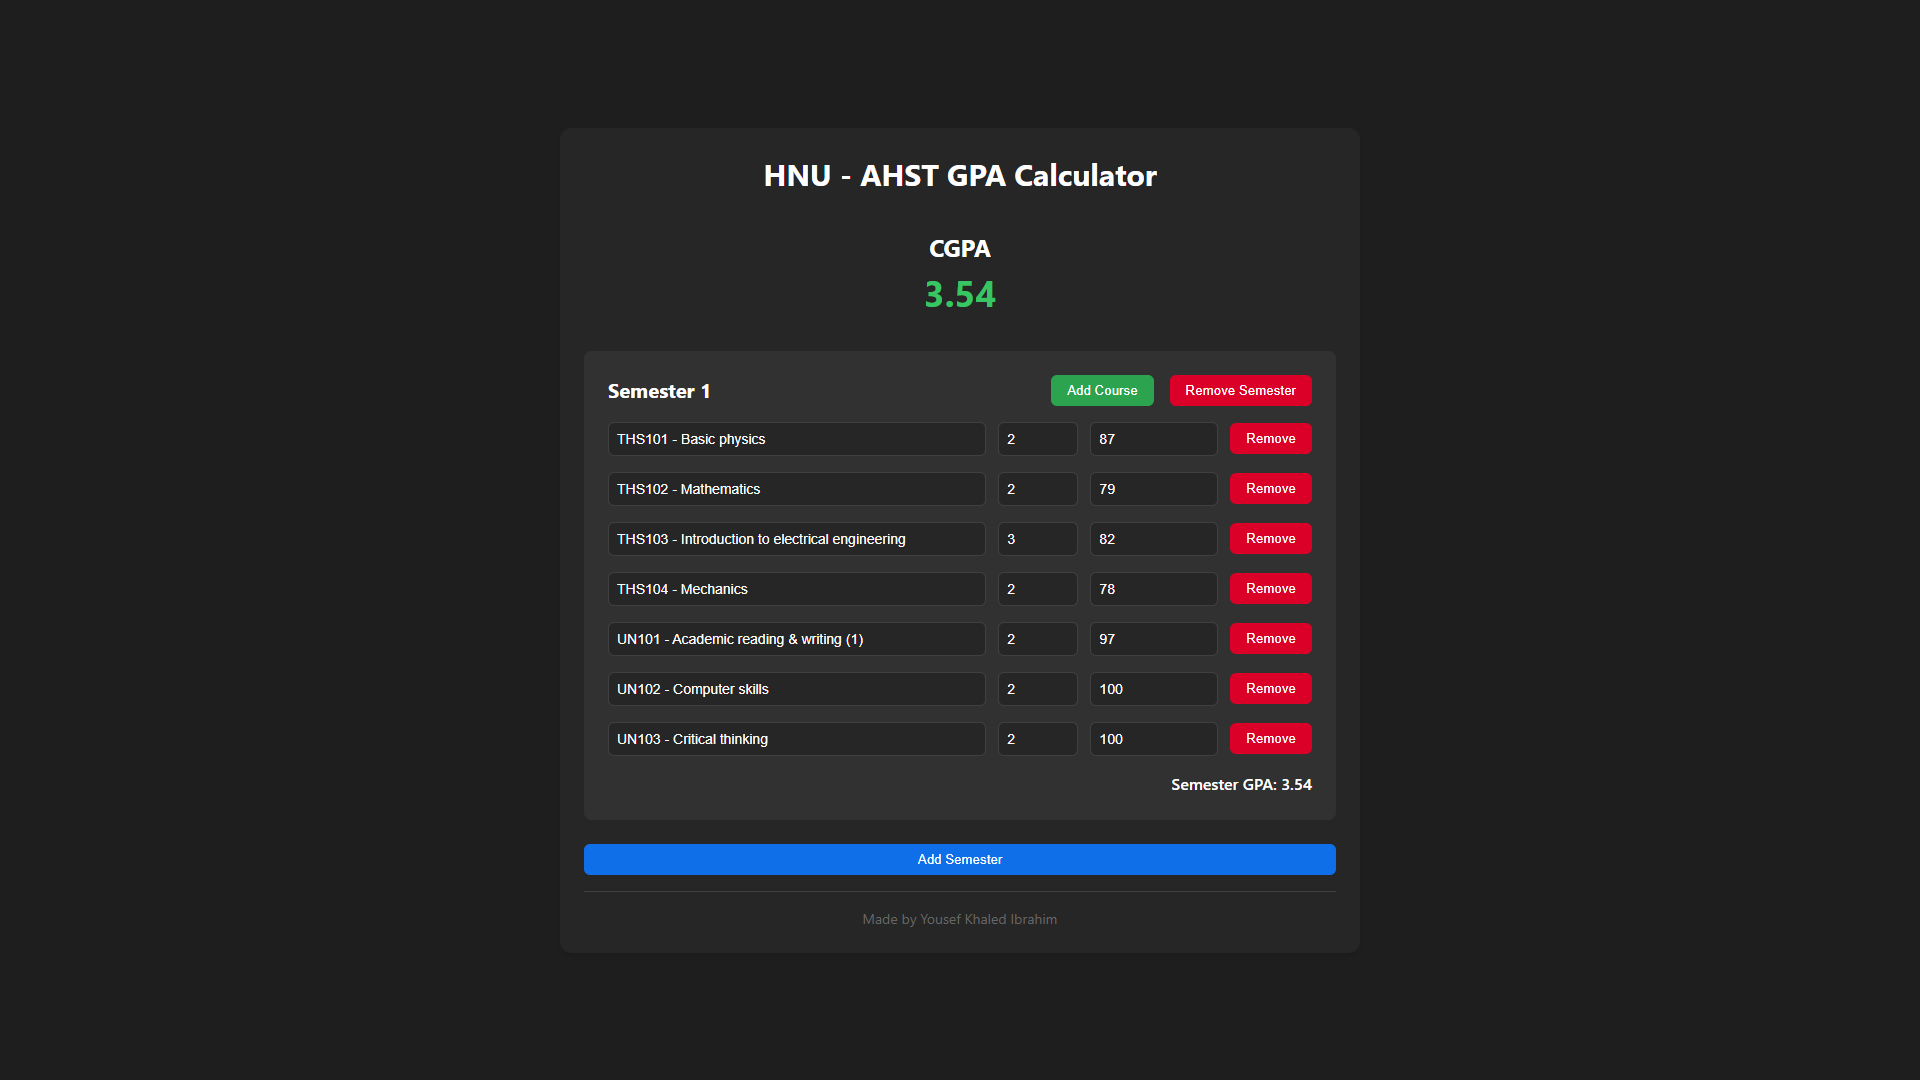 HNU - AHST GPA Calculator
CGPA
3.54
Semester 1 Add Course Remove Semester
THS101 - Basic physics 2 87 Remove
THS102 - Mathematics 2 79 Remove
THS103 - Introduction to electrical engineering 3 82 Remove
THS104 - Mechanics 2 78 Remove
UN101 - Academic reading & writing (1) 2 97 Remove
UN102 - Computer skills 2 100 Remove
UN103 - Critical thinking 2 100 Remove
Semester GPA: 3.54
Add Semester
Made by Yousef Khaled Ibrahim